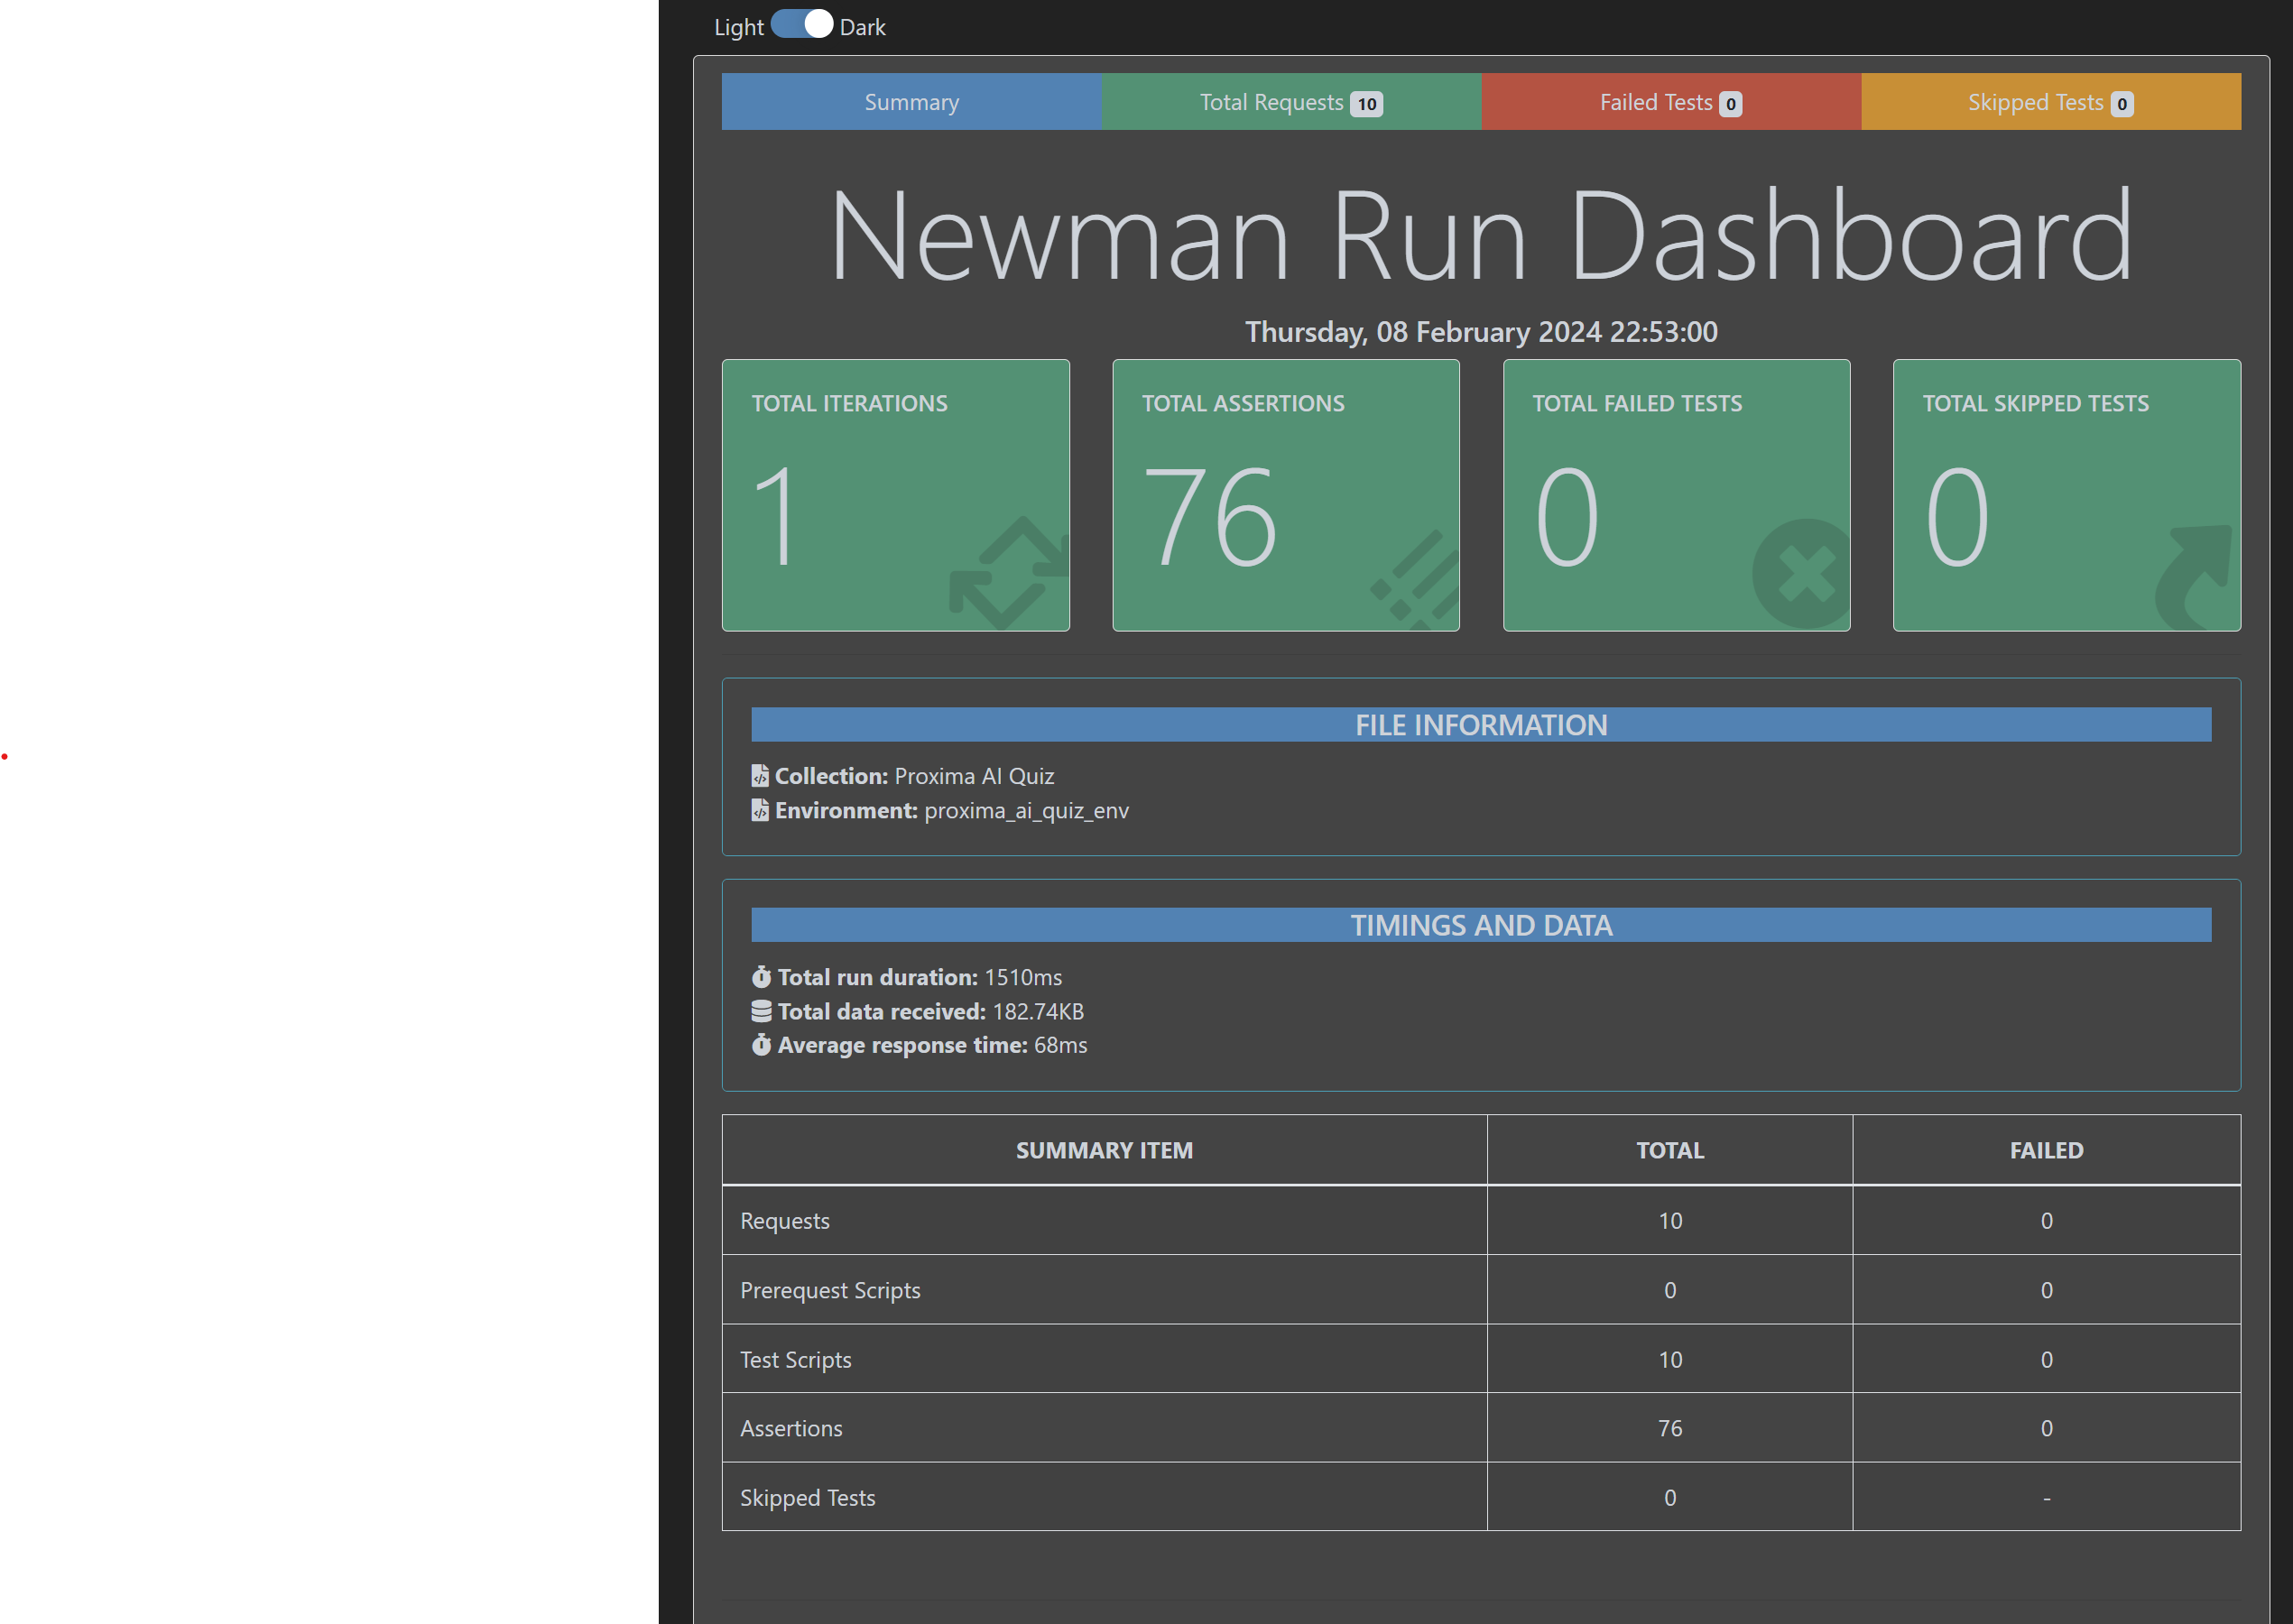 Light Dark
Summary Total Requests 10 Failed Tests 0 Skipped Tests 0
Newman Run Dashboard
Thursday, 08 February 2024 22:53:00
TOTAL ITERATIONS TOTAL ASSERTIONS TOTAL FAILED TESTS TOTAL SKIPPED TESTS
1 76 0 0
FILE INFORMATION
Collection: Proxima AI Quiz
Environment: proxima_ai_quiz_env
TIMINGS AND DATA
Total run duration: 1510ms
Total data received: 182.74KB
Average response time: 68ms
SUMMARY ITEM TOTAL FAILED
Requests 10 0
Prerequest Scripts 0 0
Test Scripts 10 0
Assertions 76 0
Skipped Tests 0 -